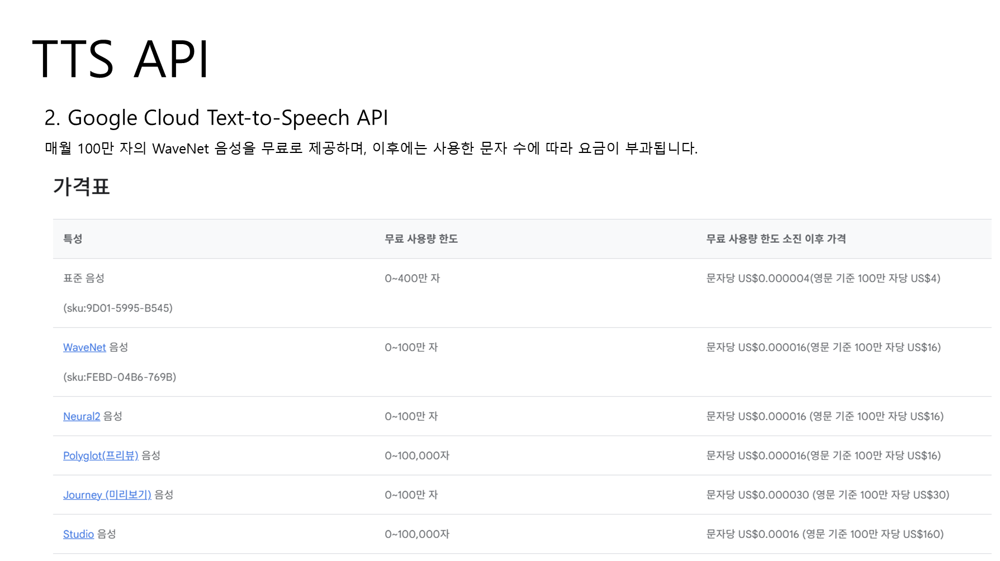 TTS API
2. Google Cloud Text-to-Speech API
매월 100만 자의 WaveNet 음성을 무료로 제공하며, 이후에는 사용한 문자 수에 따라 요금이 부과됩니다.
가격표
특성 무료 사용량 한도 무료 사용량 한도 소진 이후 가격
표준 음성 0~400만 자 문자당 US$0.000004(영문 기준 100만 자당 US$4)
(sku:9D01-5995-B545)
WaveNet 음성 0~100만 자 문자당 US$0.000016(영문 기준 100만 자당 US$16)
(sku:FEBD-04B6-769B)
Neural2 음성 0~100만 자 문자당 US$0.000016 (영문 기준 100만 자당 US$16)
Polyglot(프리뷰) 음성 0~100,000자 문자당 US$0.000016(영문 기준 100만 자당 US$16)
Journey (미리보기) 음성 0~100만 자 문자당 US$0.000030 (영문 기준 100만 자당 US$30)
Studio 음성 0~100,000자 문자당 US$0.00016 (영문 기준 100만 자당 US$160)